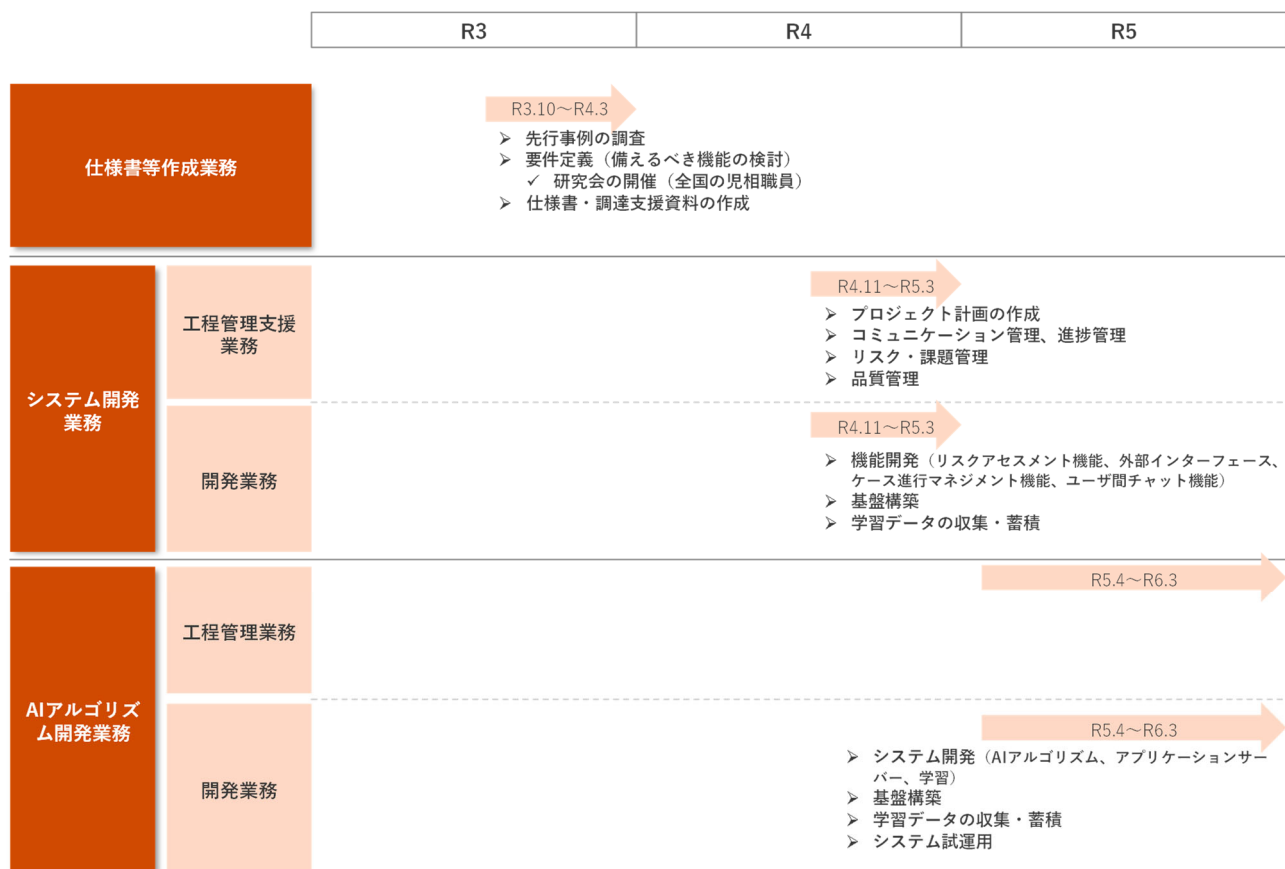 R3
R4
R5
仕様書等作成業務
R3.10～R4.3
➢ 先行事例の調査
➢ 要件定義（備えるべき機能の検討）
✓ 研究会の開催（全国の児相職員）
➢ 仕様書・調達支援資料の作成
システム開発
業務
工程管理支援
業務
R4.11～R5.3
➢ プロジェクト計画の作成
➢ コミュニケーション管理、進捗管理
➢ リスク・課題管理
➢ 品質管理
開発業務
R4.11～R5.3
➢ 機能開発（リスクアセスメント機能、外部インターフェース、
ケース進行マネジメント機能、ユーザ間チャット機能）
➢ 基盤構築
➢ 学習データの収集・蓄積
AIアルゴリズ
ム開発業務
工程管理業務
R5.4～R6.3
開発業務
R5.4～R6.3
➢ システム開発（AIアルゴリズム、アプリケーションサー
バー、学習）
➢ 基盤構築
➢ 学習データの収集・蓄積
➢ システム試運用